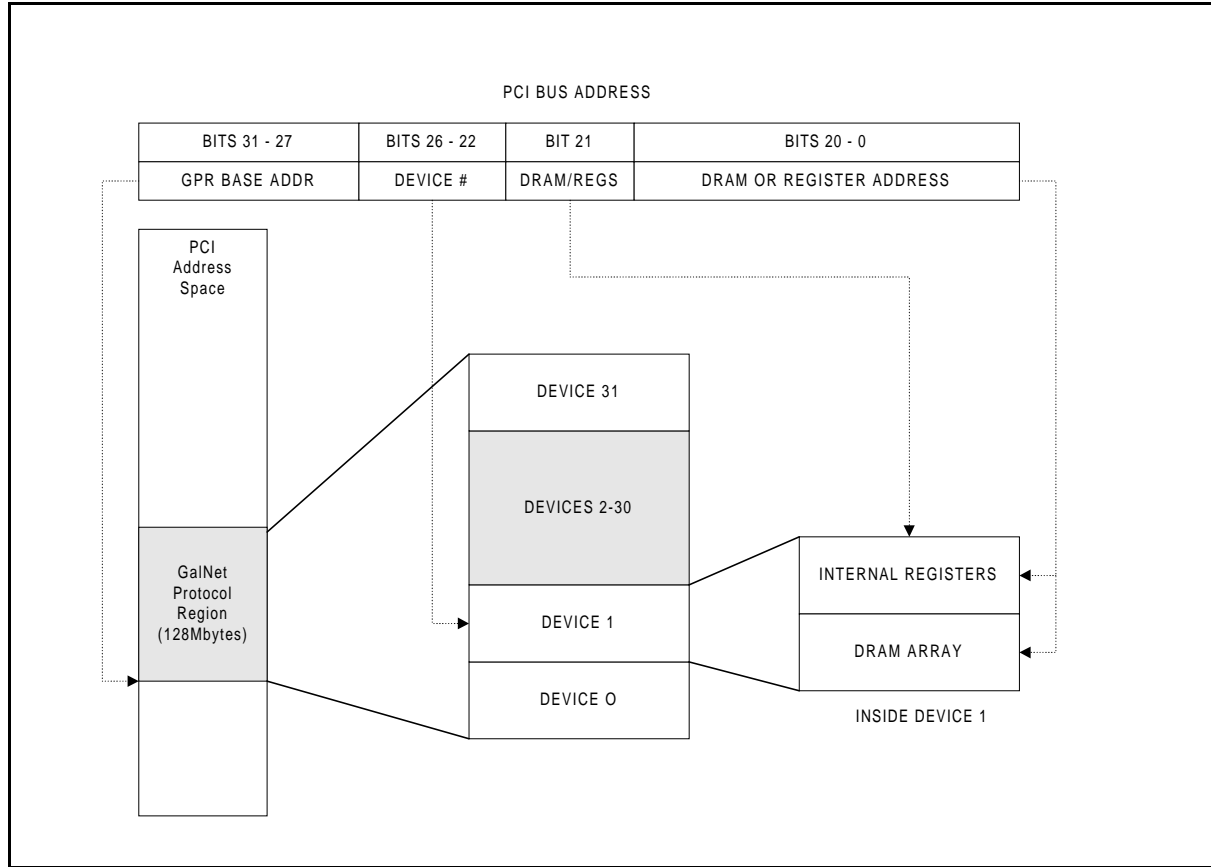 PCI BUS ADDRESS
BITS 31 - 27
BITS 26 - 22
BIT 21
BITS 20 - 0
GPR BASE ADDR
DEVICE #
DRAM/REGS
DRAM OR REGISTER ADDRESS
PCI
Address
Space
DEVICE 31
DEVICES 2-30
GalNet
Protocol
Region
(128Mbytes)
INTERNAL REGISTERS
DEVICE 1
DRAM ARRAY
DEVICE O
INSIDE DEVICE 1